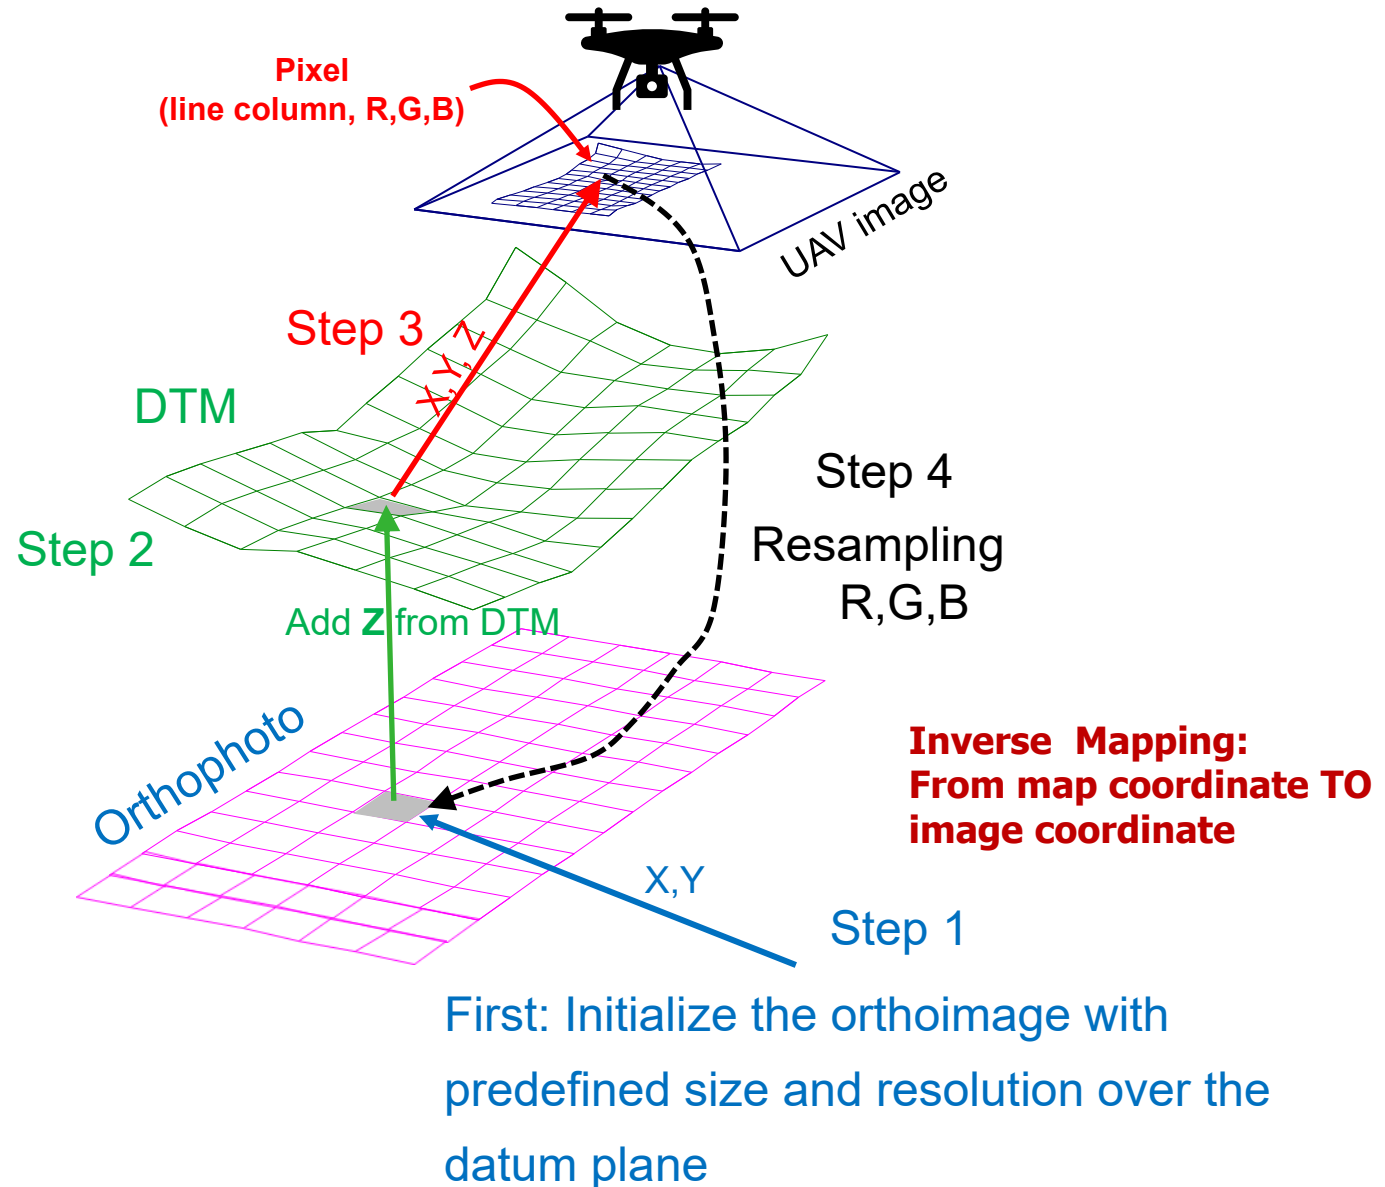 Pixel
(line column, R,G,B)
UAV image
Step 3
X,Y,Z
DTM
Step 4
Step 2
Resampling
R,G,B
Add Z from DTM
Orthophoto
Inverse Mapping:
From map coordinate TO
image coordinate
X,Y
Step 1
First: Initialize the orthoimage with
predefined size and resolution over the
datum plane